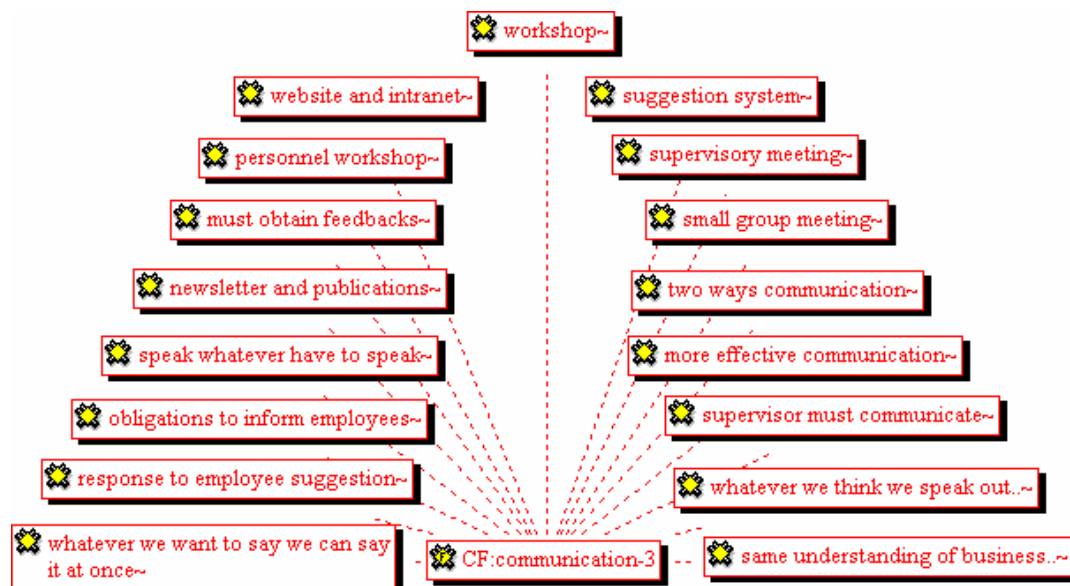 workshop~
website and intranet~
suggestion system~
personnel workshop~
supervisory meeting~
must obtain feedbacks~
small group meeting~
newsletter and publications~
two ways communication~
speak whatever have to speak~
more effective communication~
obligations to inform employees~
supervisor must communicate~
response to employee suggestion~
whatever we think we speak out..~
whatever we want to say we can say
it at once~
F
CF:communication-3
same understanding of business..~